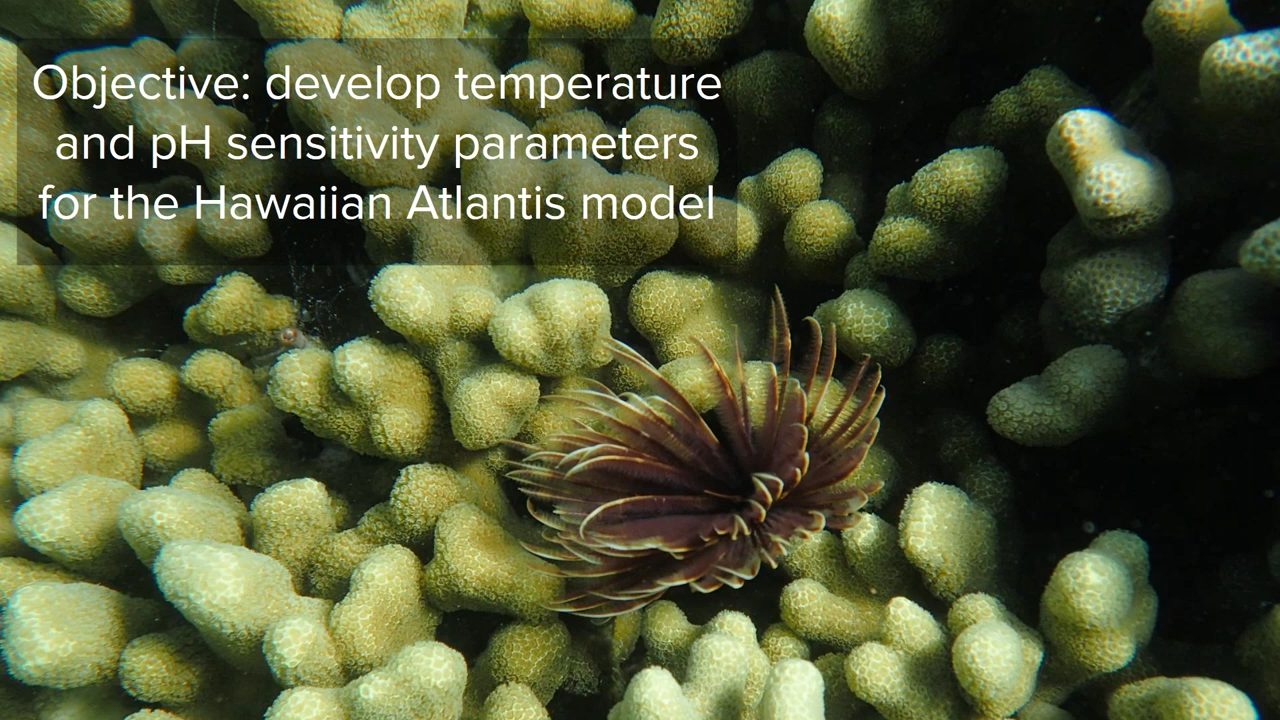 Objective: develop temperature
and pH sensitivity parameters
for the Hawaiian Atlantis model